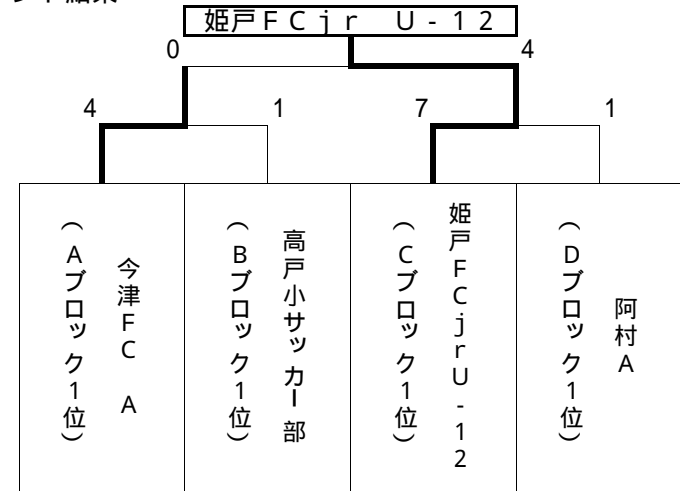 姫戸FCjr U-12
0 4
4 1 7 1
(Aブロック1位)
今津FC A
(Bブロック1位)
高戸小サッカー部
(Cブロック1位)
姫戸FCjrU-12
(Dブロック1位)
阿村A